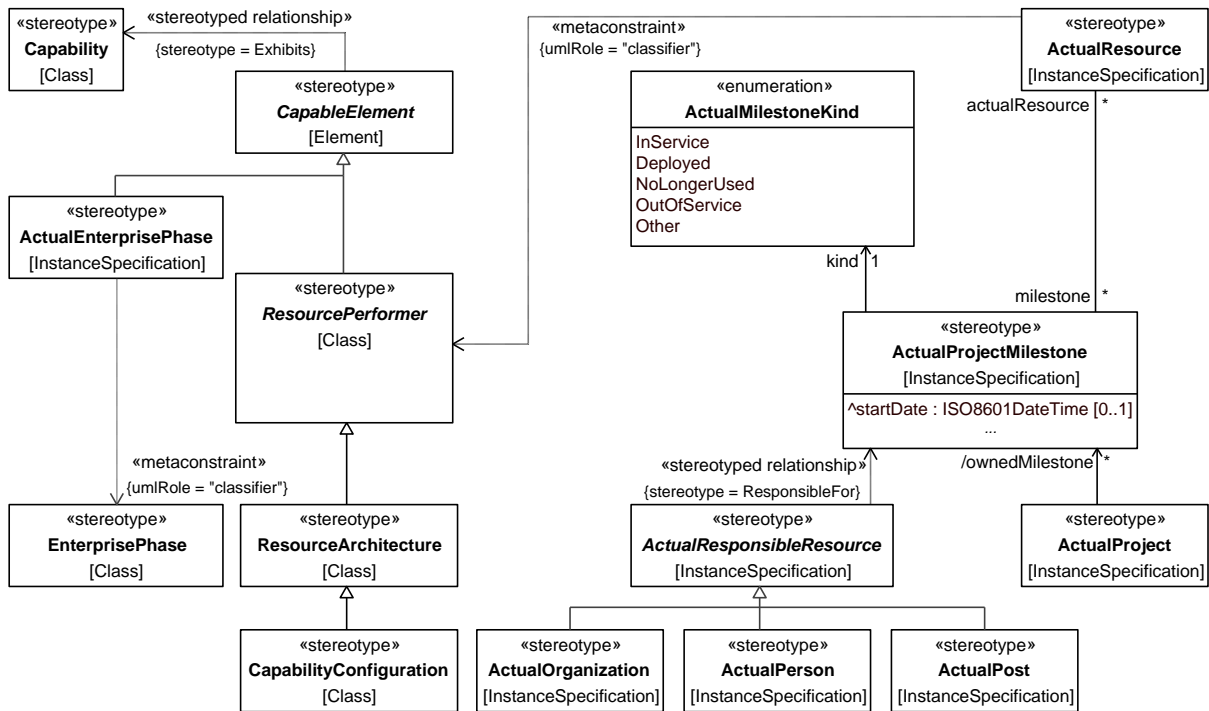 «stereotype»
Capability
[Class]
«stereotyped relationship»
{stereotype = Exhibits}
«metaconstraint»
{umlRole = "classifier"}
«stereotype»
ActualResource
[InstanceSpecification]
«stereotype»
CapableElement
[Element]
«enumeration»
ActualMilestoneKind
InService
Deployed
NoLongerUsed
OutOfService
Other
actualResource *
«stereotype»
ActualEnterprisePhase
[InstanceSpecification]
kind 1
«stereotype»
ResourcePerformer
[Class]
milestone *
«stereotype»
ActualProjectMilestone
[InstanceSpecification]
^startDate : ISO8601DateTime [0..1]
...
«metaconstraint»
{umlRole = "classifier"}
«stereotyped relationship»
{stereotype = ResponsibleFor}
/ownedMilestone *
«stereotype»
EnterprisePhase
[Class]
«stereotype»
ResourceArchitecture
[Class]
«stereotype»
ActualResponsibleResource
[InstanceSpecification]
«stereotype»
ActualProject
[InstanceSpecification]
«stereotype»
CapabilityConfiguration
[Class]
«stereotype»
ActualOrganization
[InstanceSpecification]
«stereotype»
ActualPerson
[InstanceSpecification]
«stereotype»
ActualPost
[InstanceSpecification]